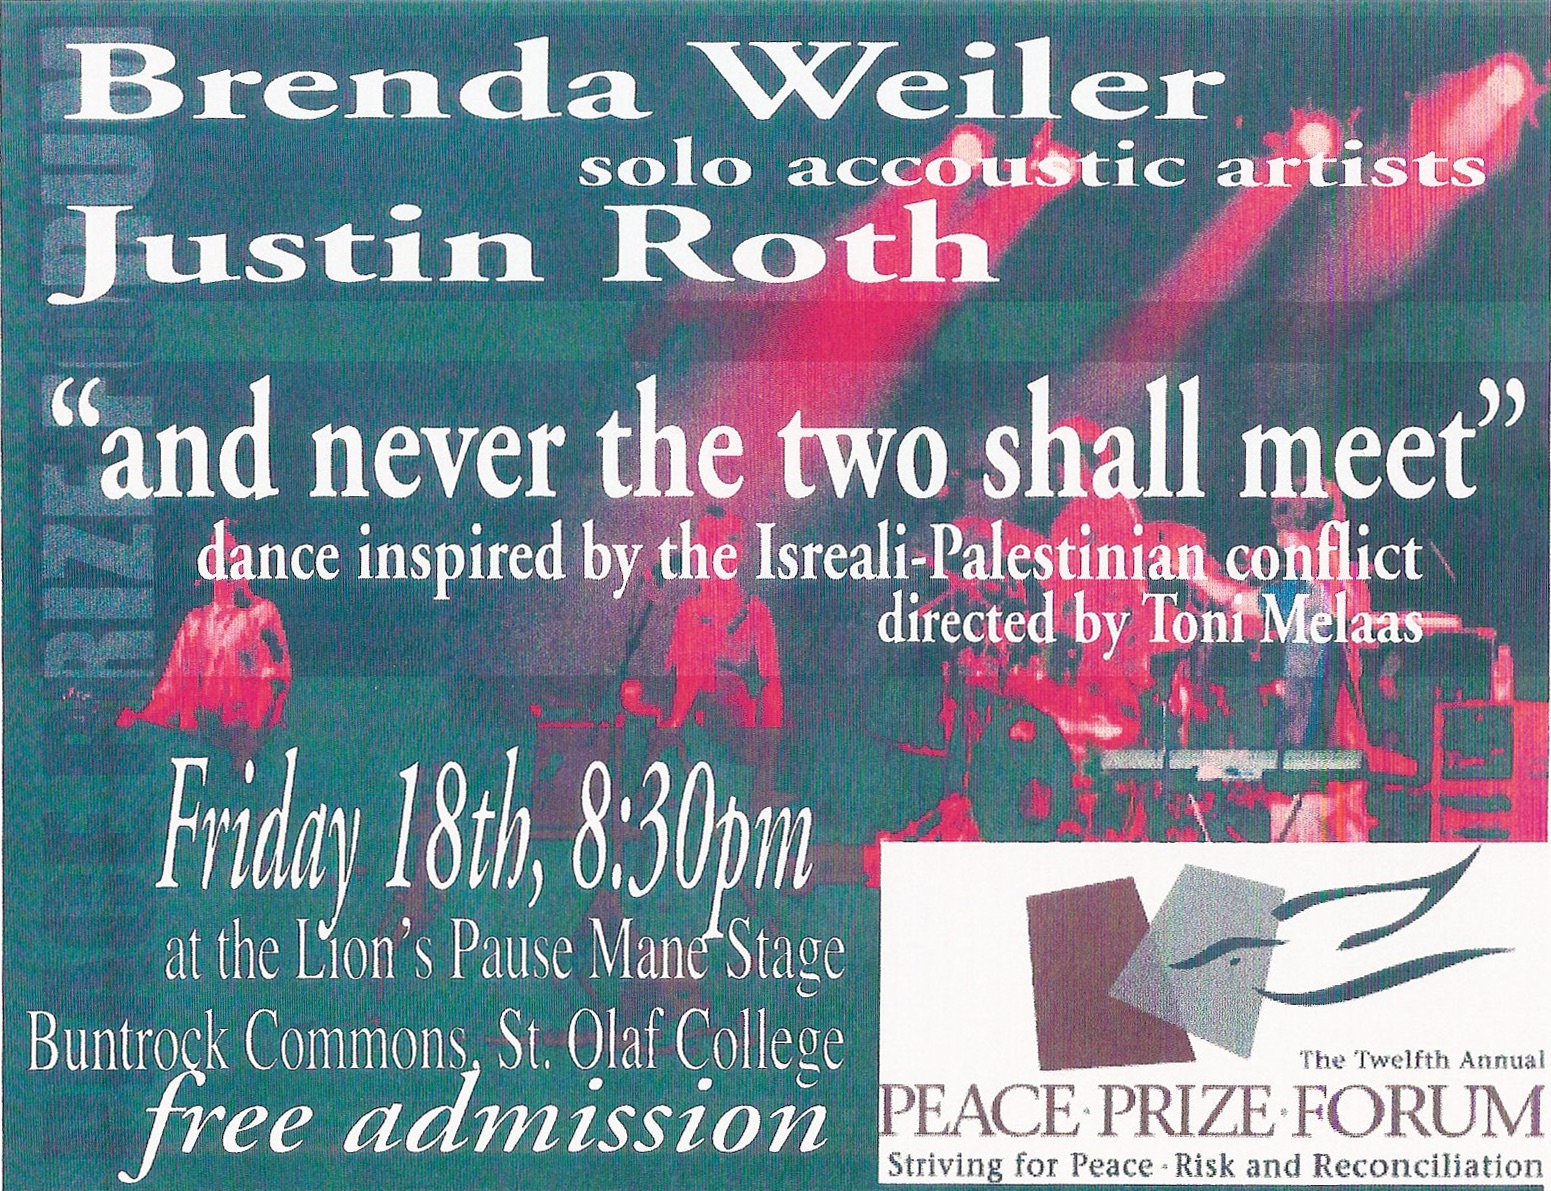 Brenda Weiler
solo accoustic artists
Justin Roth
“and never the two shall meet”
dance inspired by the Isreali-Palestinian conflict
directed by Toni Melaas
Friday 18th, 8:30pm
at the Lion’s Pause Mane Stage
Buntrock Commons, St. Olaf College
free admission
The Twelfth Annual
PEACE·PRIZE·FORUM
Striving for Peace · Risk and Reconciliation
PRIZE FORUM